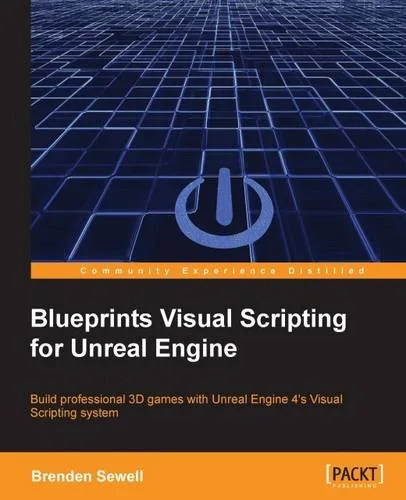 Community Experience Distilled
Blueprints Visual Scripting
for Unreal Engine
Build professional 3D games with Unreal Engine 4's Visual
Scripting system
Brenden Sewell
[PACKT]
PUBLISHING